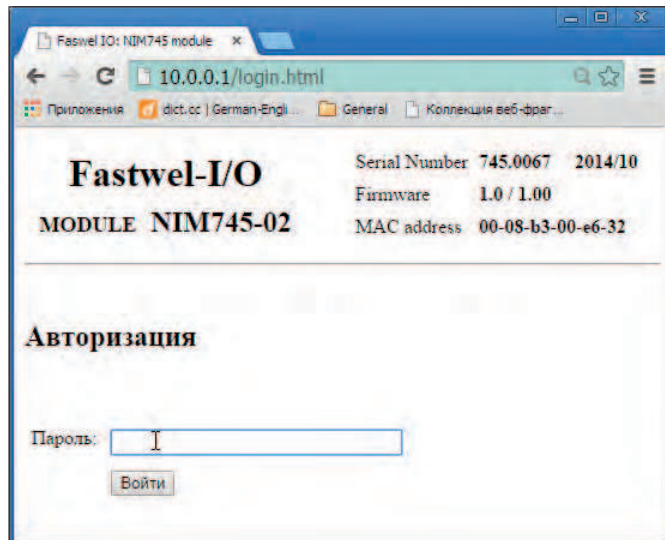 Faswel IO: NIM745 module
10.0.0.1/login.html
Приложения dict.cc | German-Engli... General Коллекция веб-фраг...
Fastwel-I/O
MODULE NIM745-02
Serial Number 745.0067 2014/10
Firmware 1.0 / 1.00
MAC address 00-08-b3-00-e6-32
Авторизация
Пароль:
Войти